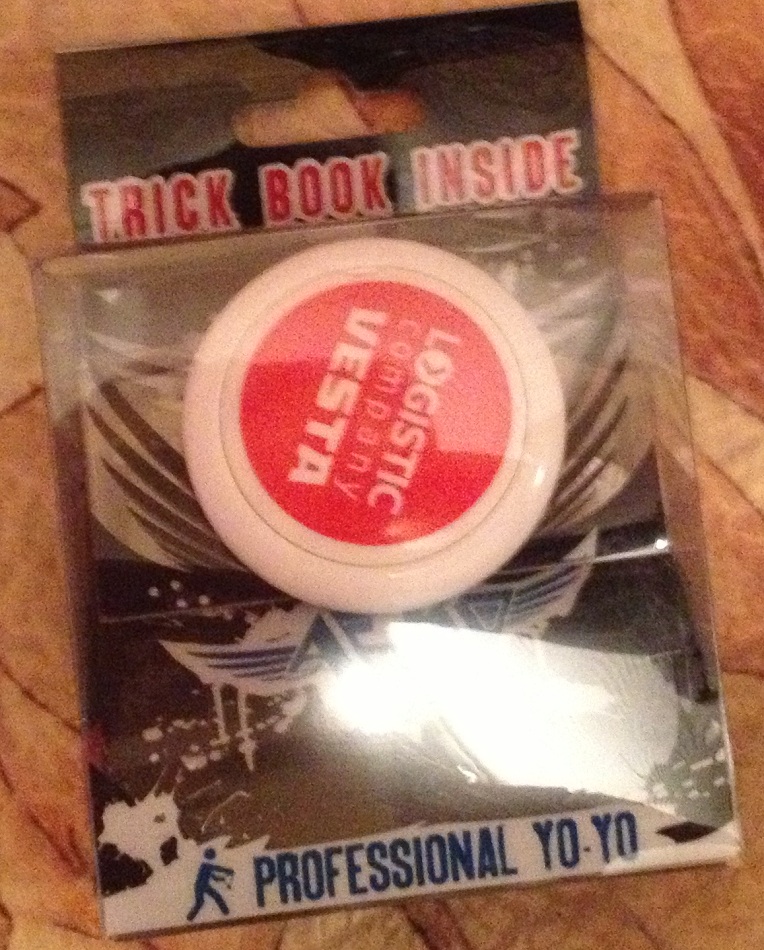 TRICK BOOK INSIDE
LOGISTIC
company
VESTA
PROFESSIONAL YO-YO